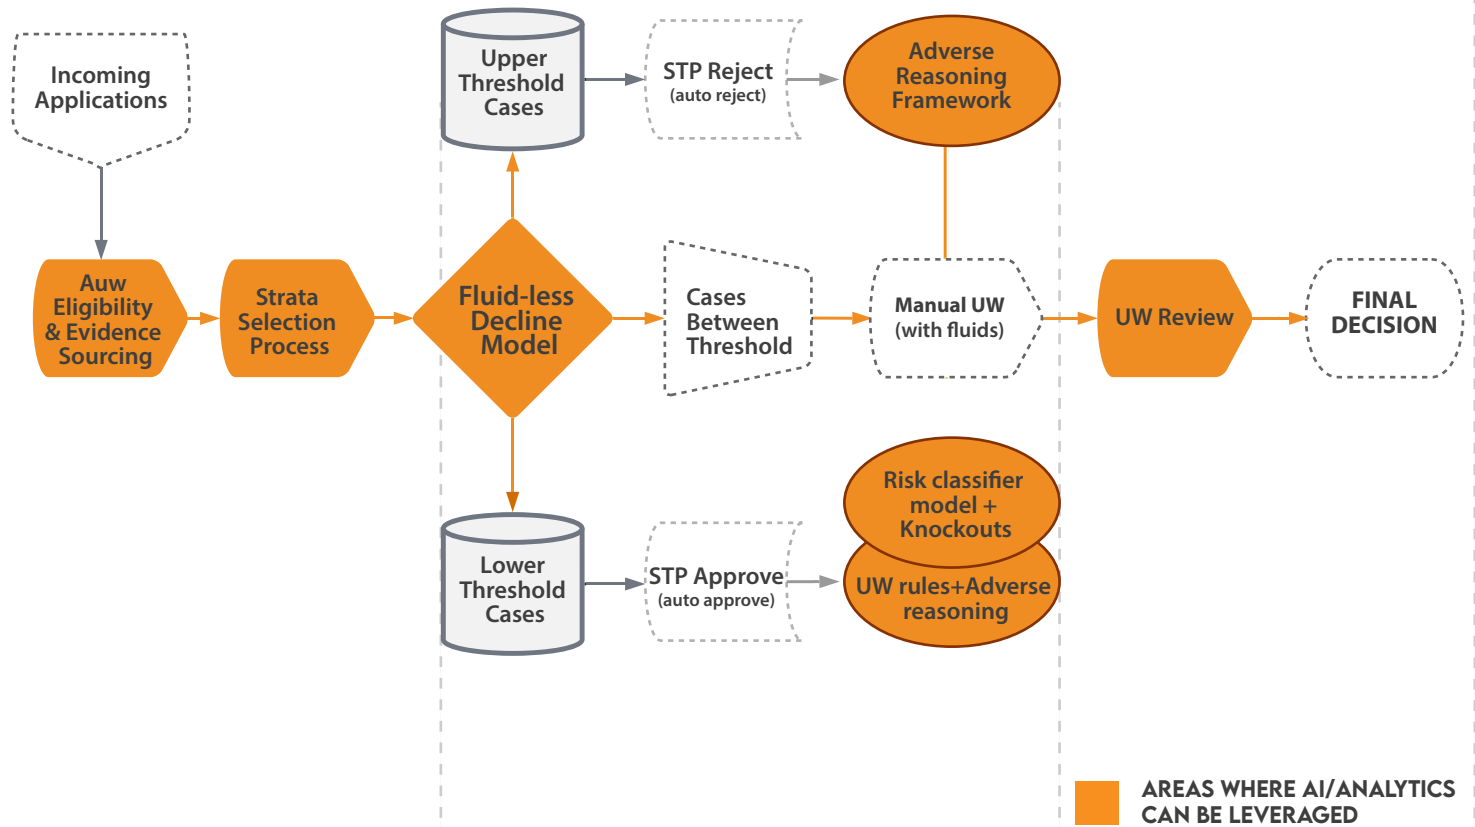 Incoming
Applications
Auw
Eligibility
& Evidence
Sourcing
Strata
Selection
Process
Fluid-less
Decline
Model
Upper
Threshold
Cases
STP Reject
(auto reject)
Adverse
Reasoning
Framework
Cases
Between
Threshold
Manual UW
(with fluids)
UW Review
FINAL
DECISION
Lower
Threshold
Cases
STP Approve
(auto approve)
Risk classifier
model +
Knockouts
UW rules+Adverse
reasoning
AREAS WHERE AI/ANALYTICS
CAN BE LEVERAGED